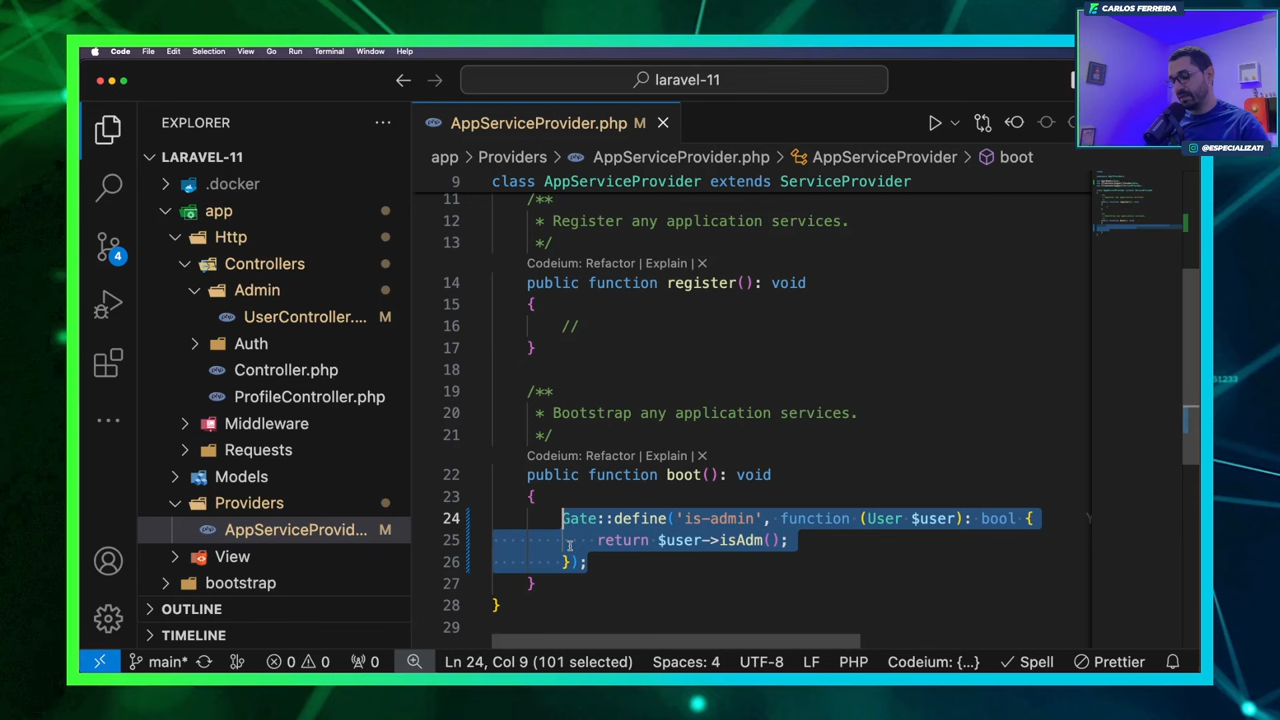 CARLOS FERREIRA
Code File Edit Selection View Go Run Terminal Window Help
laravel-11
EXPLORER
AppServiceProvider.php M
LARAVEL-11
app Providers AppServiceProvider.php AppServiceProvider boot
@ESPECIALIZATI
9 class AppServiceProvider extends ServiceProvider
.docker
11 /**
app
12 * Register any application services.
Http
13 */
Controllers
Codeium: Refactor | Explain |
14 public function register(): void
Admin
15 {
UserController.... M
16 //
Auth
17 }
Controller.php
18
19 /**
ProfileController.php
20 * Bootstrap any application services.
Middleware
21 */
Requests
Codeium: Refactor | Explain |
22 public function boot(): void
Models
23 {
Providers
24 Gate::define('is-admin', function (User $user): bool {
AppServiceProvid... M
25 return $user->isAdm();
View
26 });
bootstrap
27 }
28 }
OUTLINE
29
TIMELINE
4
main* 0 0 0 Ln 24, Col 9 (101 selected) Spaces: 4 UTF-8 LF PHP Codeium: {...} Spell Prettier